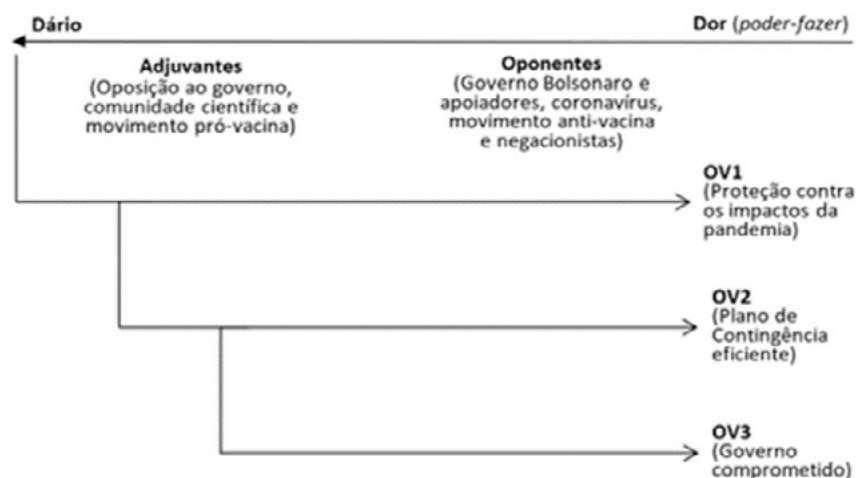 Dário
Dor (poder-fazer)
Adjuvantes
(Oposição ao governo,
comunidade científica e
movimento pró-vacina)
Oponentes
(Governo Bolsonaro e
apoiadores, coronavírus,
movimento anti-vacina
e negacionistas)
OV1
(Proteção contra
os impactos da
pandemia)
OV2
(Plano de
Contingência
eficiente)
OV3
(Governo
comprometido)